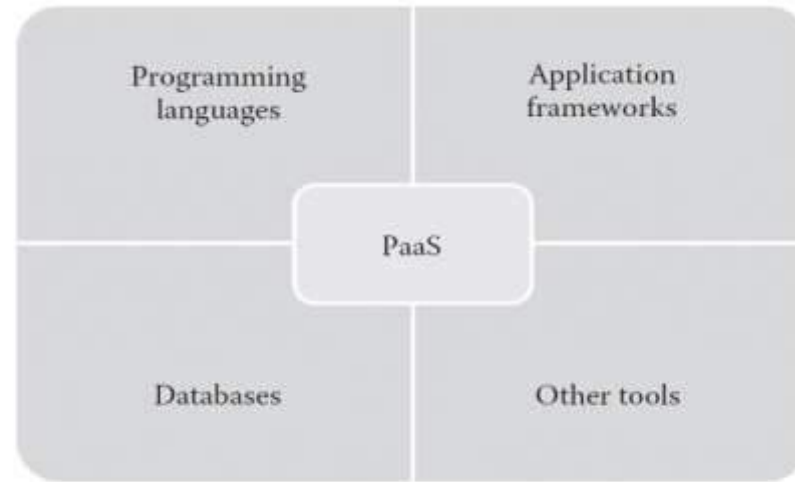 Programming
languages
Application
frameworks
PaaS
Databases
Other tools